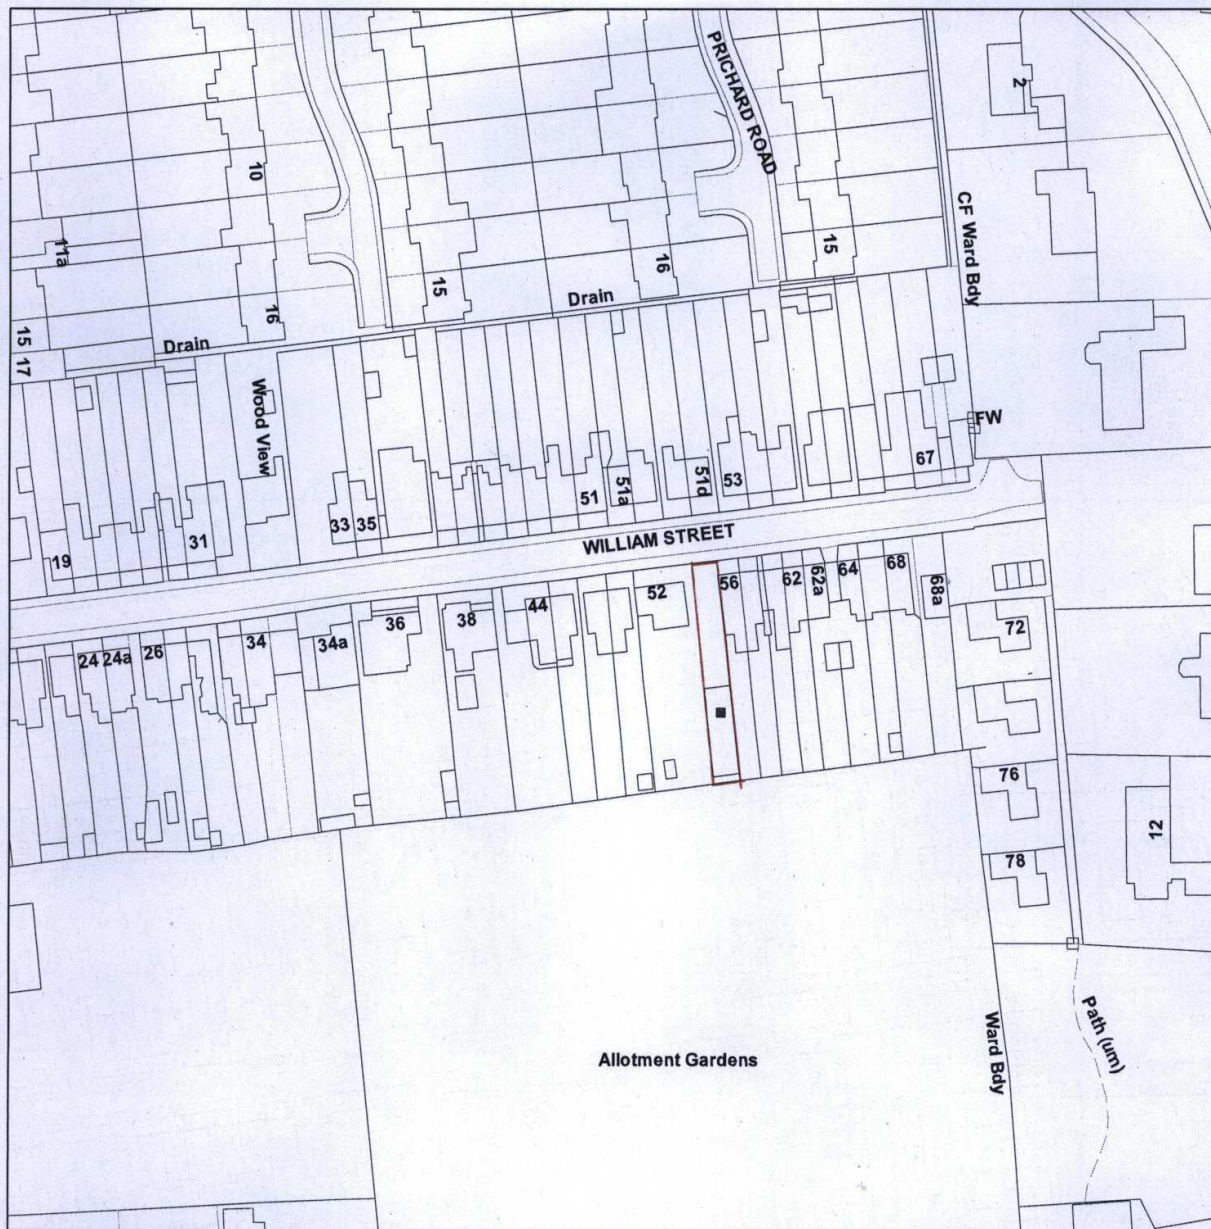 PRICHARD ROAD
2
10
CF Ward Bdy
11a
15
16
15
16
Drain
15
17
Drain
Wood View
FW
67
53
51d
51a
51
35
33
31
19
WILLIAM STREET
24
24a
26
34
34a
36
38
44
52
56
62
62a
64
68
68a
72
76
78
12
Path (um)
Ward Bdy
Allotment Gardens